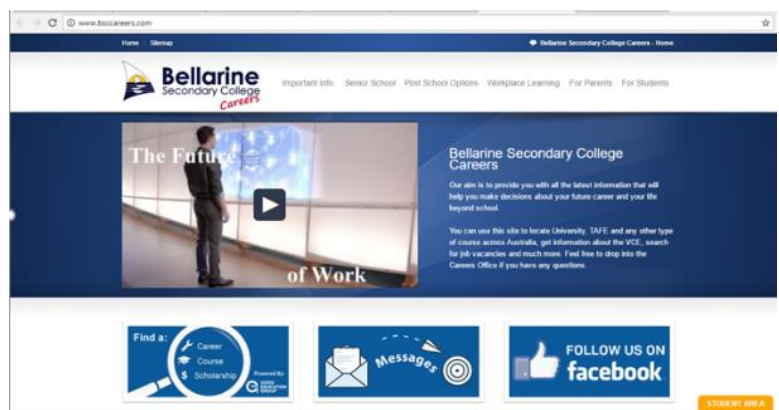 www.bsccareers.com
Home Sitemap
Bellarine Secondary College Careers - Home
Bellarine
Secondary College
Careers
Important Info Senior School Post School Options Workplace Learning For Parents For Students
The Future
of Work
Bellarine Secondary College
Careers
Our aim is to provide you with all the latest information that will
help you make decisions about your future career and your life
beyond school.
You can use this site to locate University, TAFE and any other type
of course across Australia, get information about the VCE, search
for job vacancies and much more. Feel free to drop into the
Careers Office if you have any questions.
Find a:
Career
Course
$ Scholarship
Powered By:
GOOD
EDUCATION
GROUP
Messages
FOLLOW US ON
facebook
STUDENT AREA